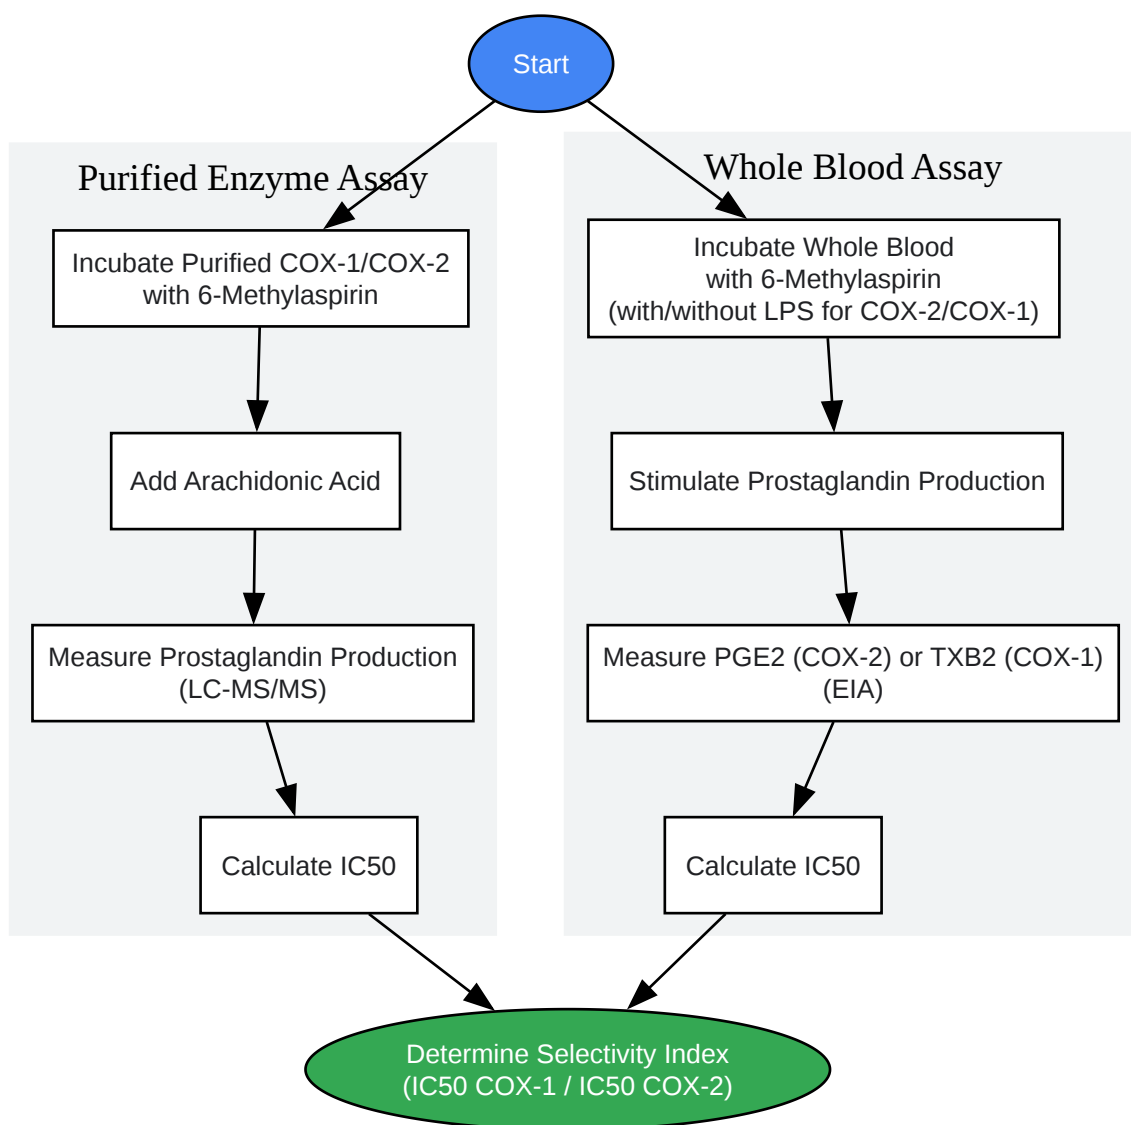 Start
Purified Enzyme Assay
Incubate Purified COX-1/COX-2
with 6-Methylaspirin
Add Arachidonic Acid
Measure Prostaglandin Production
(LC-MS/MS)
Calculate IC50
Whole Blood Assay
Incubate Whole Blood
with 6-Methylaspirin
(with/without LPS for COX-2/COX-1)
Stimulate Prostaglandin Production
Measure PGE2 (COX-2) or TXB2 (COX-1)
(EIA)
Calculate IC50
Determine Selectivity Index
(IC50 COX-1 / IC50 COX-2)